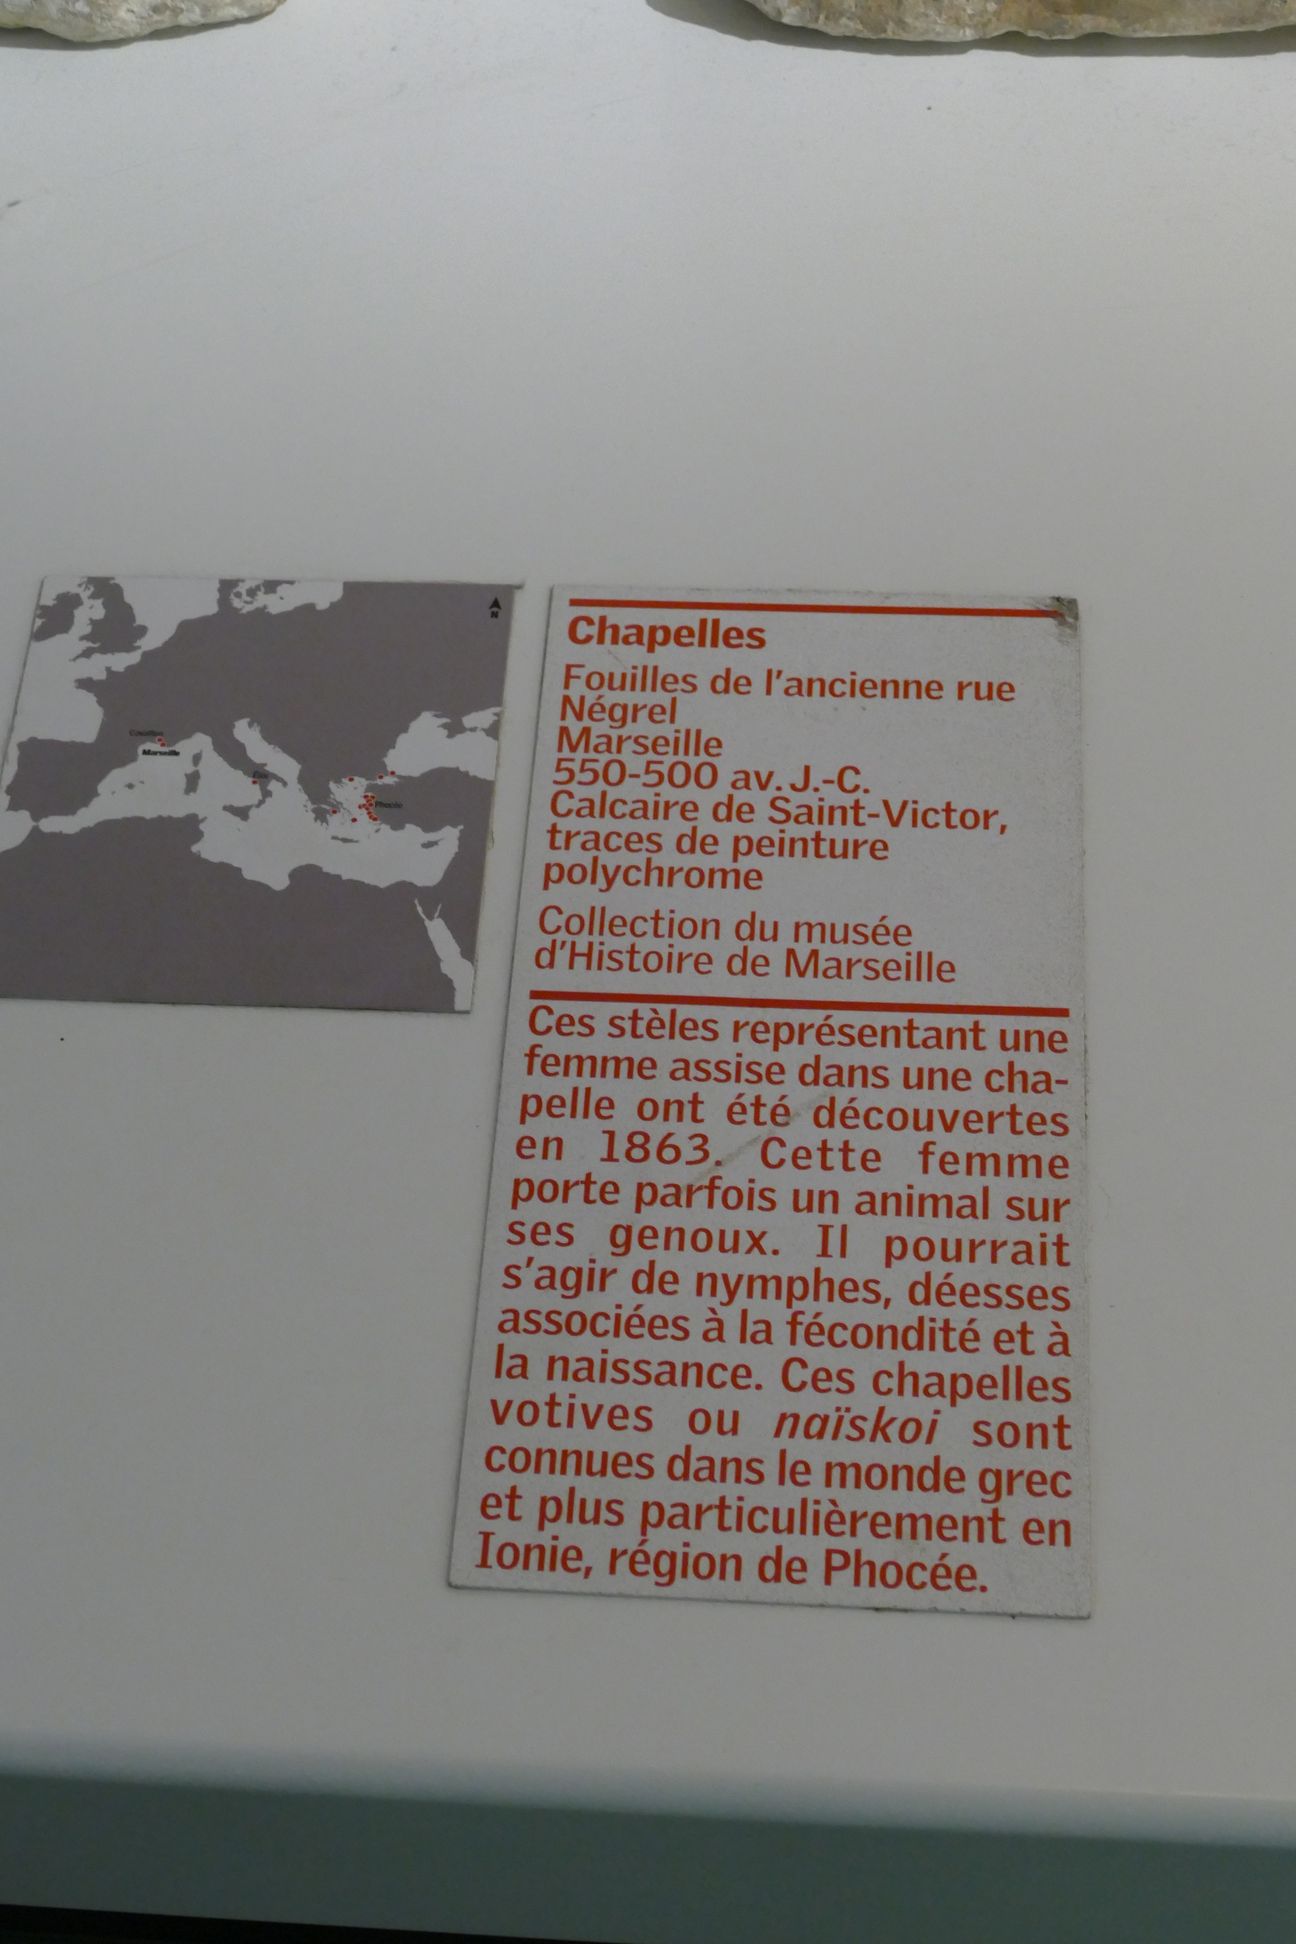 N
Marseille
Phocée
Chapelles
Fouilles de l'ancienne rue
Négrel
Marseille
550-500 av. J.-C.
Calcaire de Saint-Victor,
traces de peinture
polychrome
Collection du musée
d'Histoire de Marseille
Ces stèles représentant une
femme assise dans une cha-
pelle ont été découvertes
en 1863. Cette femme
porte parfois un animal sur
ses genoux. Il pourrait
s'agir de nymphes, déesses
associées à la fécondité et à
la naissance. Ces chapelles
votives ou naïskoi sont
connues dans le monde grec
et plus particulièrement en
Ionie, région de Phocée.